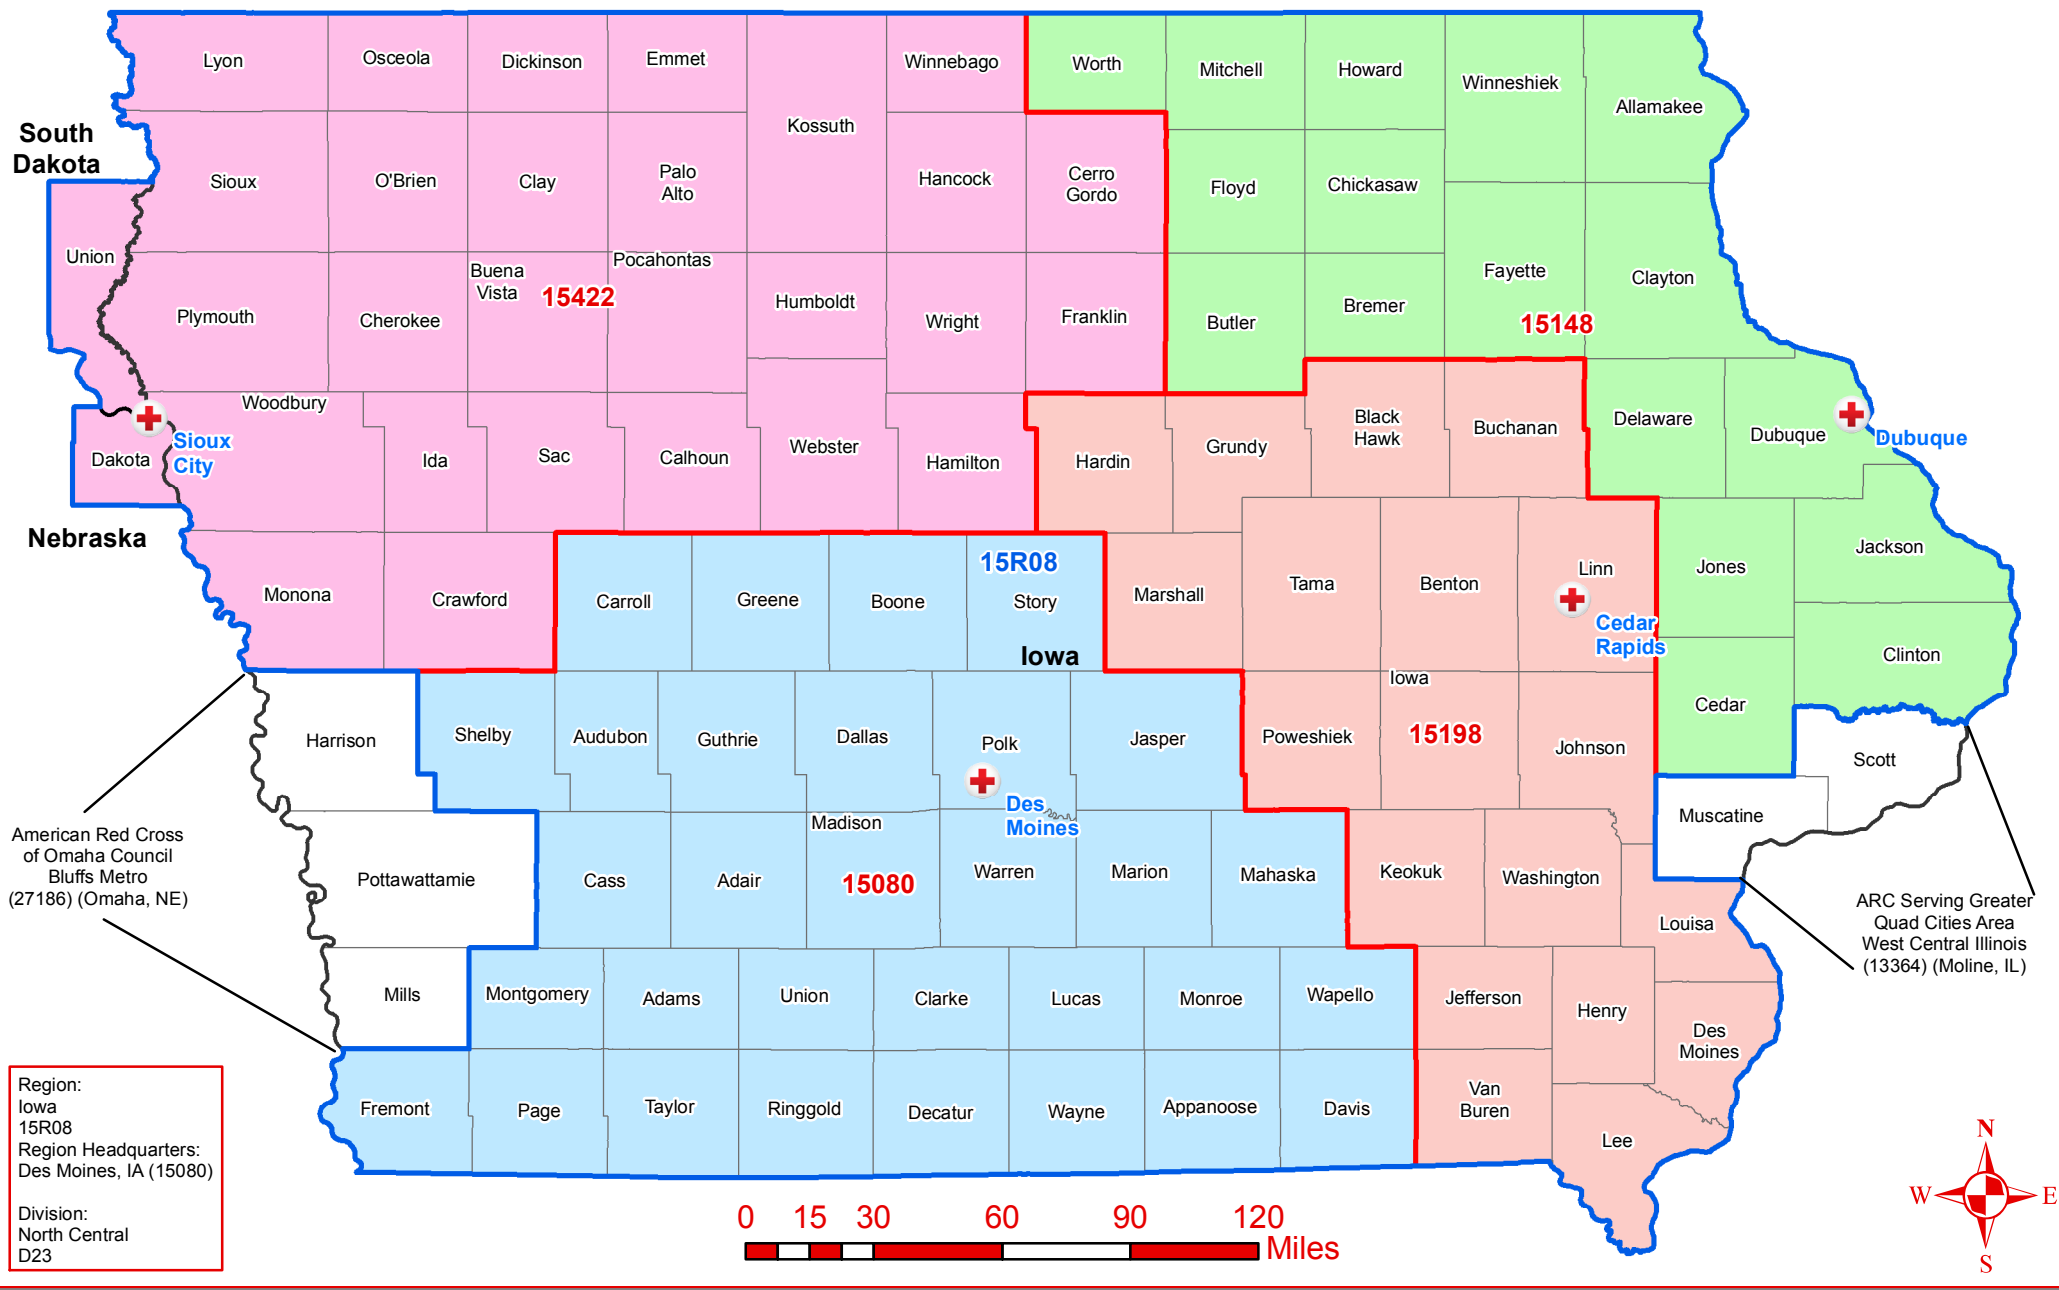 Lyon
Osceola
Dickinson
Emmet
Winnebago
Worth
Mitchell
Howard
Winneshiek
Allamakee
Kossuth
South
Dakota
Sioux
O'Brien
Clay
Palo
Alto
Hancock
Cerro
Gordo
Floyd
Chickasaw
Union
Plymouth
Cherokee
Buena
Vista
15422
Pocahontas
Humboldt
Wright
Franklin
Butler
Bremer
Fayette
15148
Clayton
Woodbury
Sioux
City
Dakota
Ida
Sac
Calhoun
Webster
Hamilton
Hardin
Grundy
Black
Hawk
Buchanan
Delaware
Dubuque
Dubuque
Nebraska
Monona
Crawford
Carroll
Greene
Boone
15R08
Story
Iowa
Marshall
Tama
Benton
Linn
Cedar
Rapids
Jones
Jackson
Clinton
Cedar
Harrison
Shelby
Audubon
Guthrie
Dallas
Polk
Des
Moines
Jasper
Poweshiek
Iowa
15198
Johnson
Scott
Muscatine
American Red Cross
of Omaha Council
Bluffs Metro
(27186) (Omaha, NE)
Pottawattamie
Cass
Adair
Madison
15080
Warren
Marion
Mahaska
Keokuk
Washington
Louisa
ARC Serving Greater
Quad Cities Area
West Central Illinois
(13364) (Moline, IL)
Mills
Montgomery
Adams
Union
Clarke
Lucas
Monroe
Wapello
Jefferson
Henry
Des
Moines
Fremont
Page
Taylor
Ringgold
Decatur
Wayne
Appanoose
Davis
Van
Buren
Lee
Region:
Iowa
15R08
Region Headquarters:
Des Moines, IA (15080)
Division:
North Central
D23
0 15 30 60 90 120
Miles
N
W E
S